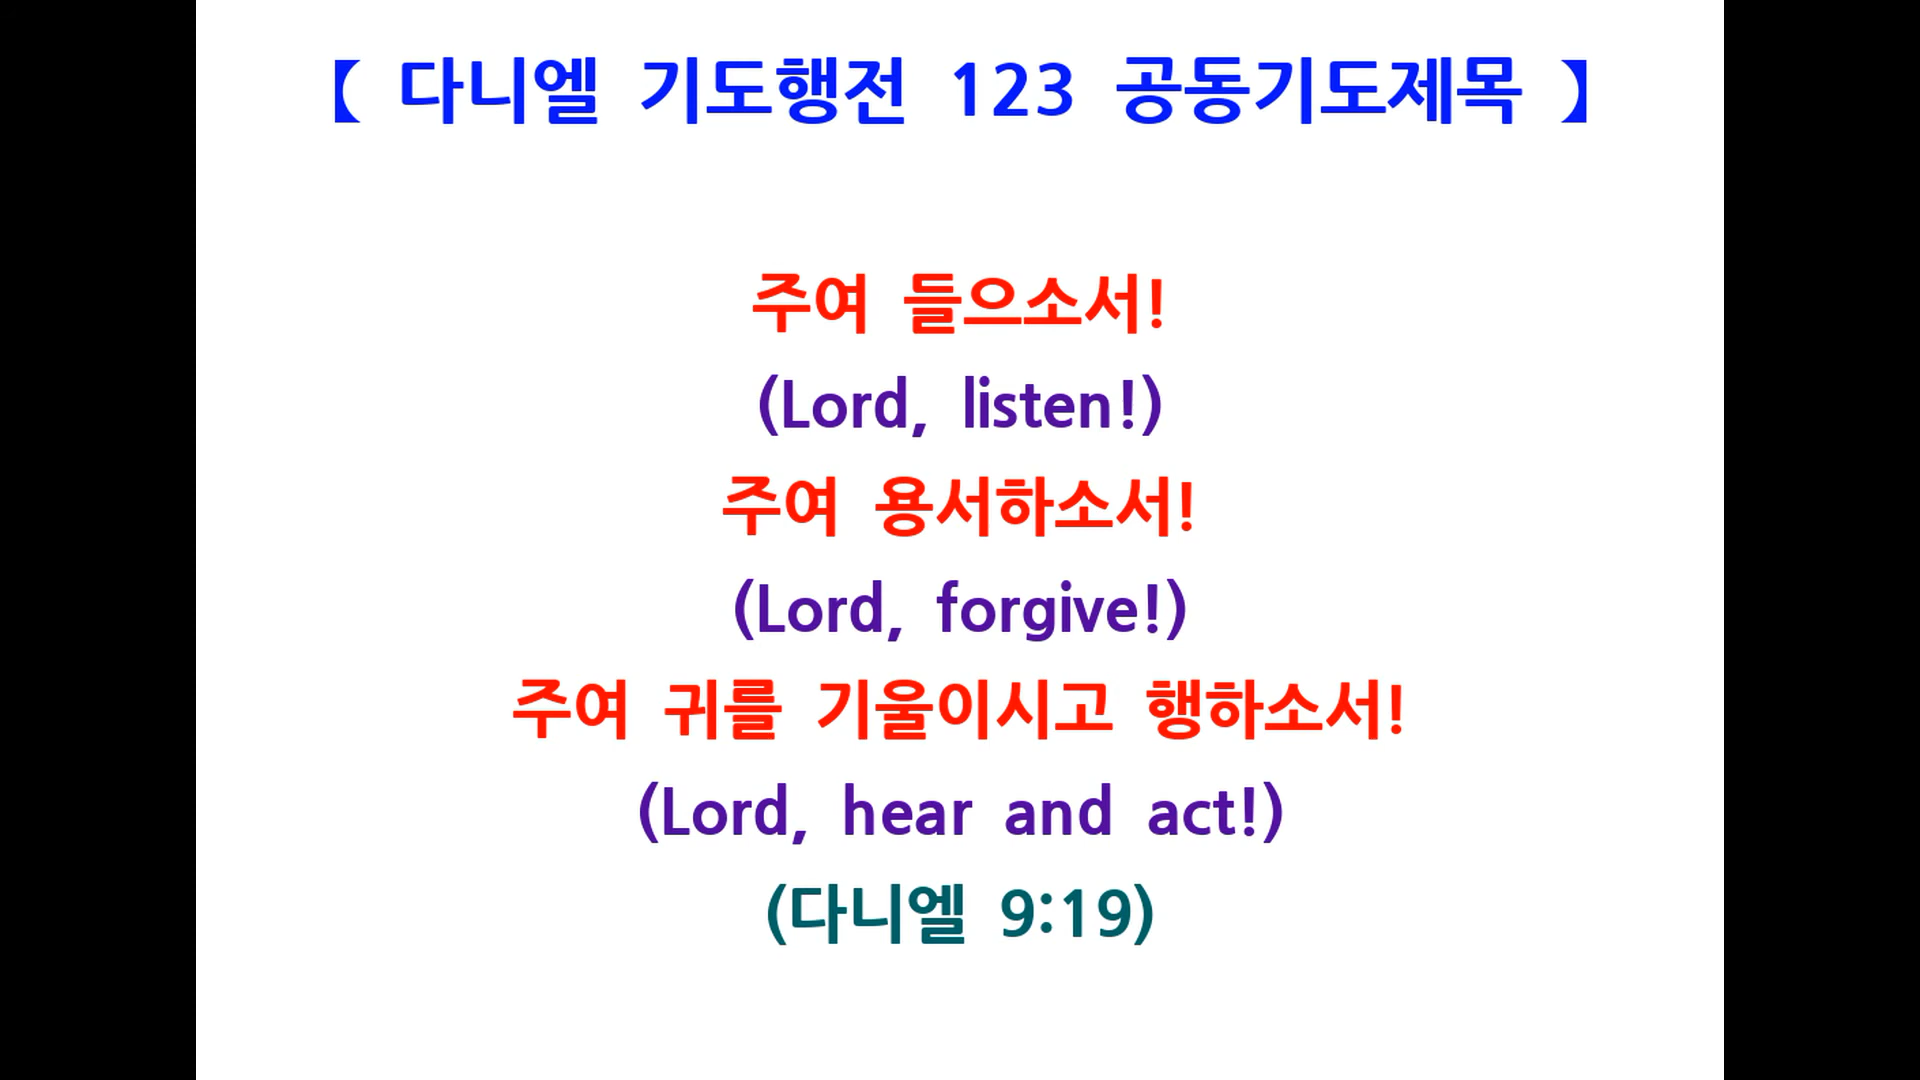 【 다니엘 기도행전 123 공동기도제목 】
주여 들으소서!
(Lord, listen!)
주여 용서하소서!
(Lord, forgive!)
주여 귀를 기울이시고 행하소서!
(Lord, hear and act!)
(다니엘 9:19)